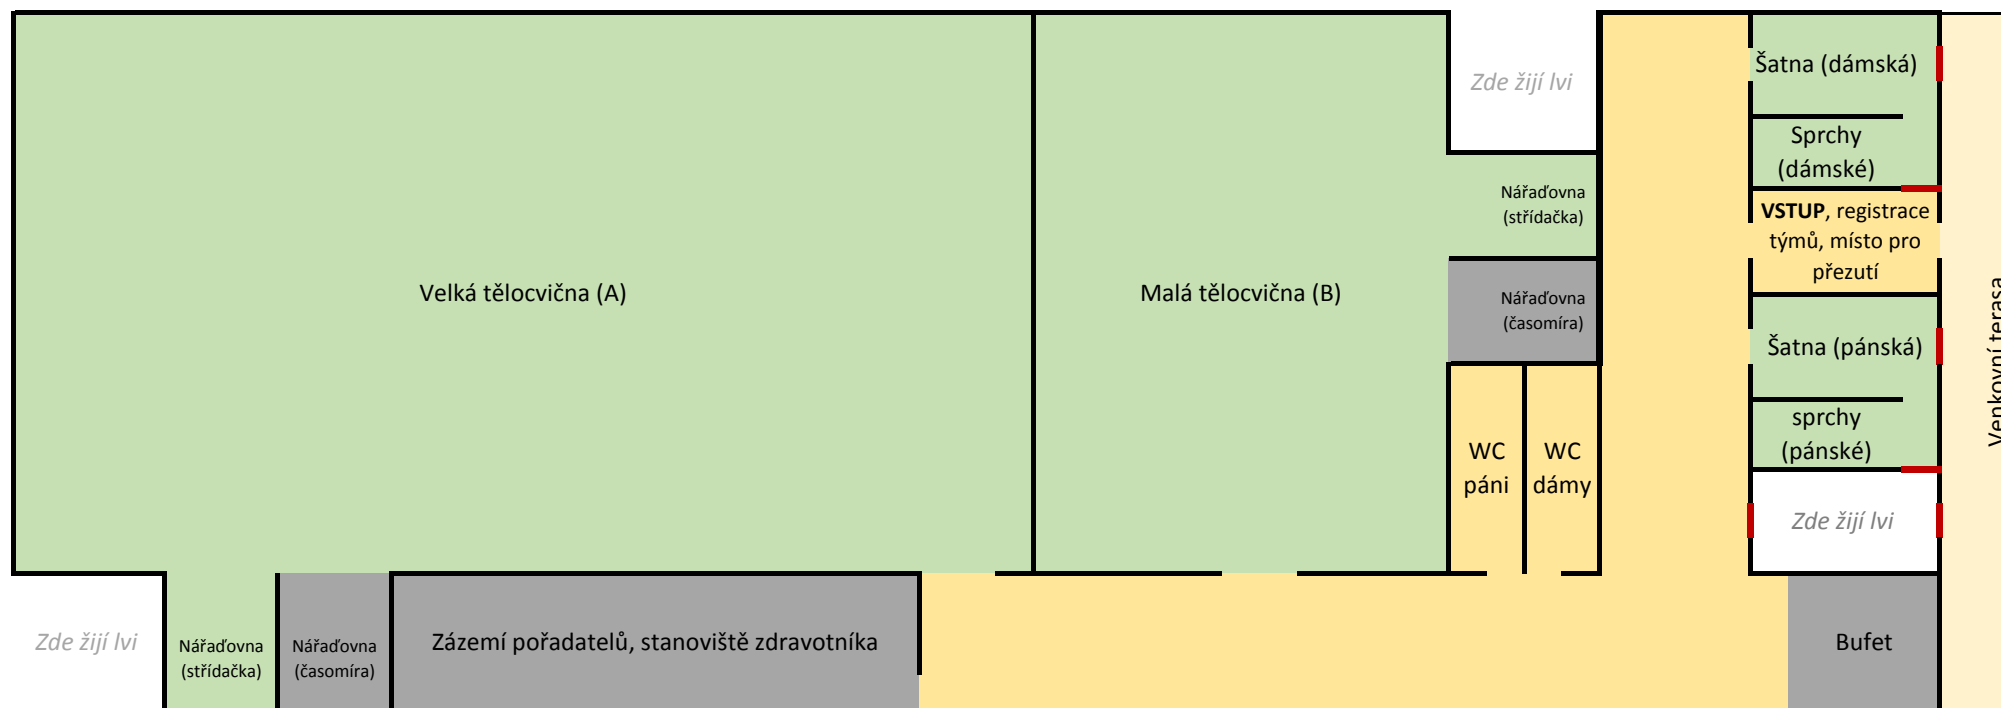 Šatna (dámská)
Zde žijí lvi
Sprchy
(dámské)
Nářaďovna
(střídačka)
VSTUP, registrace
týmů, místo pro
přezutí
Velká tělocvična (A)
Malá tělocvična (B)
Nářaďovna
(časomíra)
Šatna (pánská)
Venkovní terasa
sprchy
(pánské)
WC
páni
WC
dámy
Zde žijí lvi
Zde žijí lvi
Nářaďovna
(střídačka)
Nářaďovna
(časomíra)
Zázemí pořadatelů, stanoviště zdravotníka
Bufet